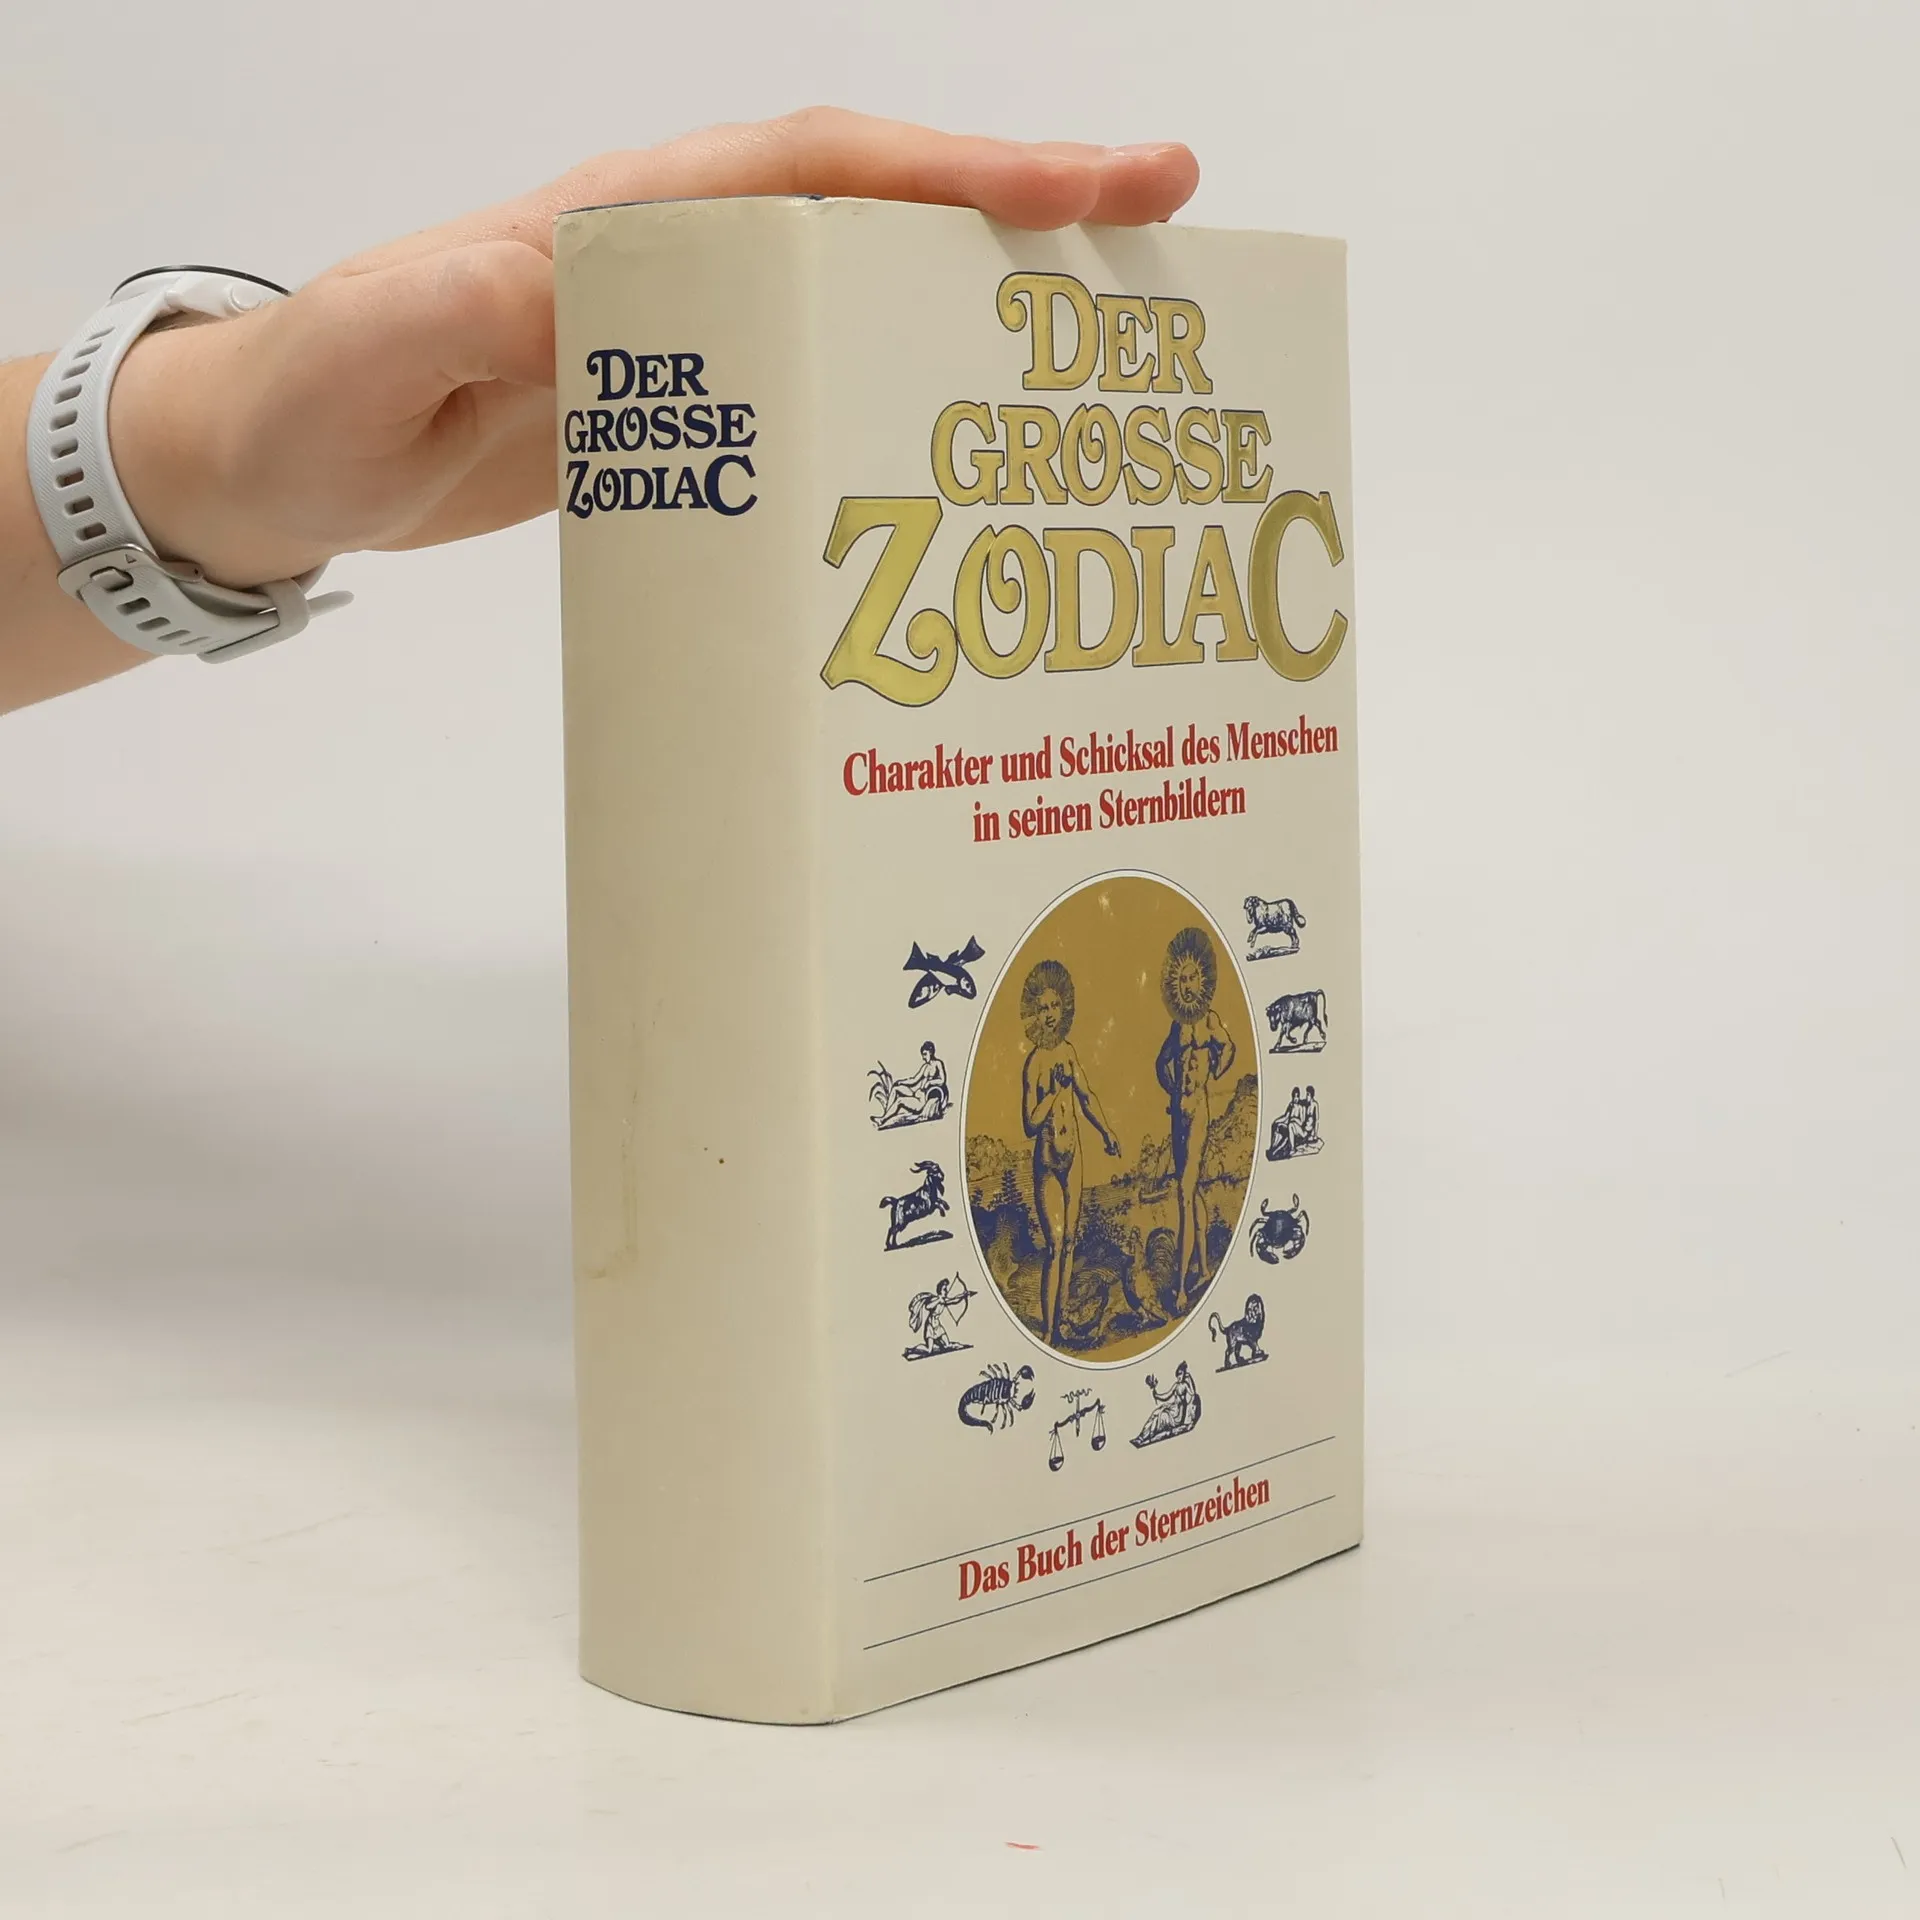 DER
GROSSE
ZODIAC
DER
GROSSE
ZODIAC
Charakter und Schicksal des Menschen
in seinen Sternbildern
Das Buch der Sternzeichen